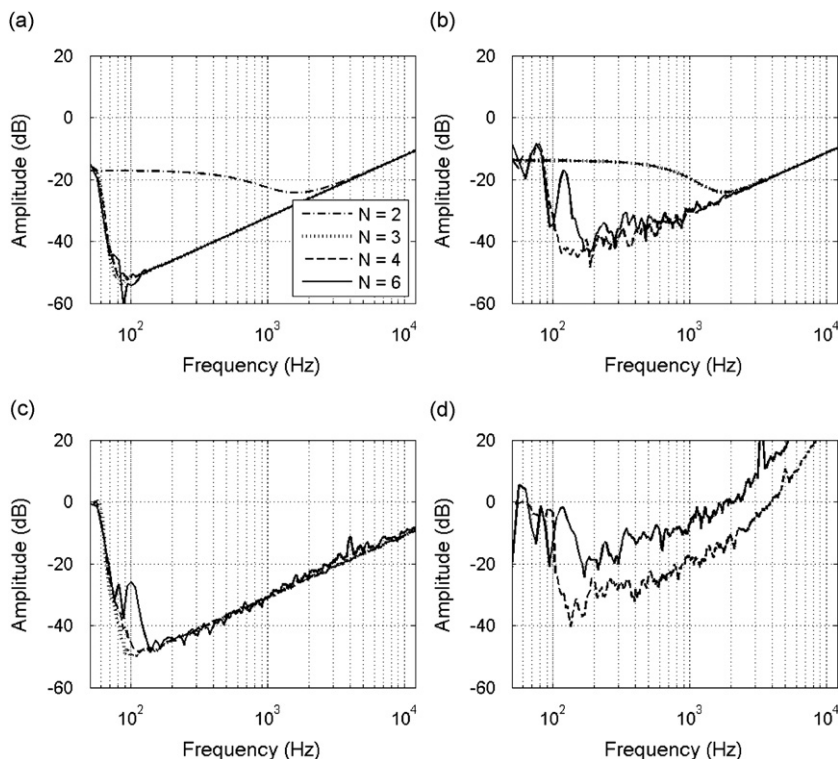 (a)
(b)
20
0
-20
-40
-60
Amplitude (dB)
N = 2
N = 3
N = 4
N = 6
10^2
10^3
10^4
Frequency (Hz)
20
0
-20
-40
-60
Amplitude (dB)
10^2
10^3
10^4
Frequency (Hz)
(c)
(d)
20
0
-20
-40
-60
Amplitude (dB)
10^2
10^3
10^4
Frequency (Hz)
20
0
-20
-40
-60
Amplitude (dB)
10^2
10^3
10^4
Frequency (Hz)